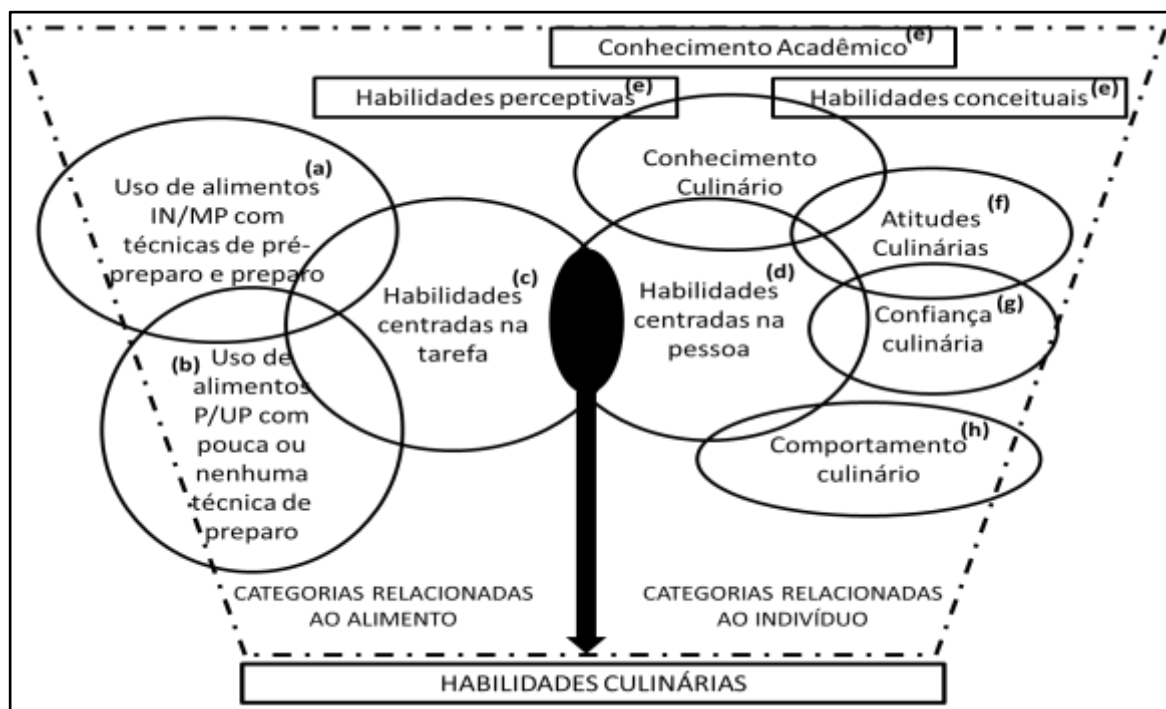 Conhecimento Acadêmico (e)
Habilidades perceptivas (e)
Habilidades conceituais (e)
(a)
Uso de alimentos
IN/MP com
técnicas de pré-
preparo e preparo
(b) Uso de
alimentos
P/UP com
pouca ou
nenhuma
técnica de
preparo
(c)
Habilidades
centradas na
tarefa
Conhecimento
Culinário
(d)
Habilidades
centradas na
pessoa
Atitudes (f)
Culinárias
Confiança (g)
culinária
Comportamento (h)
culinário
CATEGORIAS RELACIONADAS
AO ALIMENTO
CATEGORIAS RELACIONADAS
AO INDIVÍDUO
HABILIDADES CULINÁRIAS